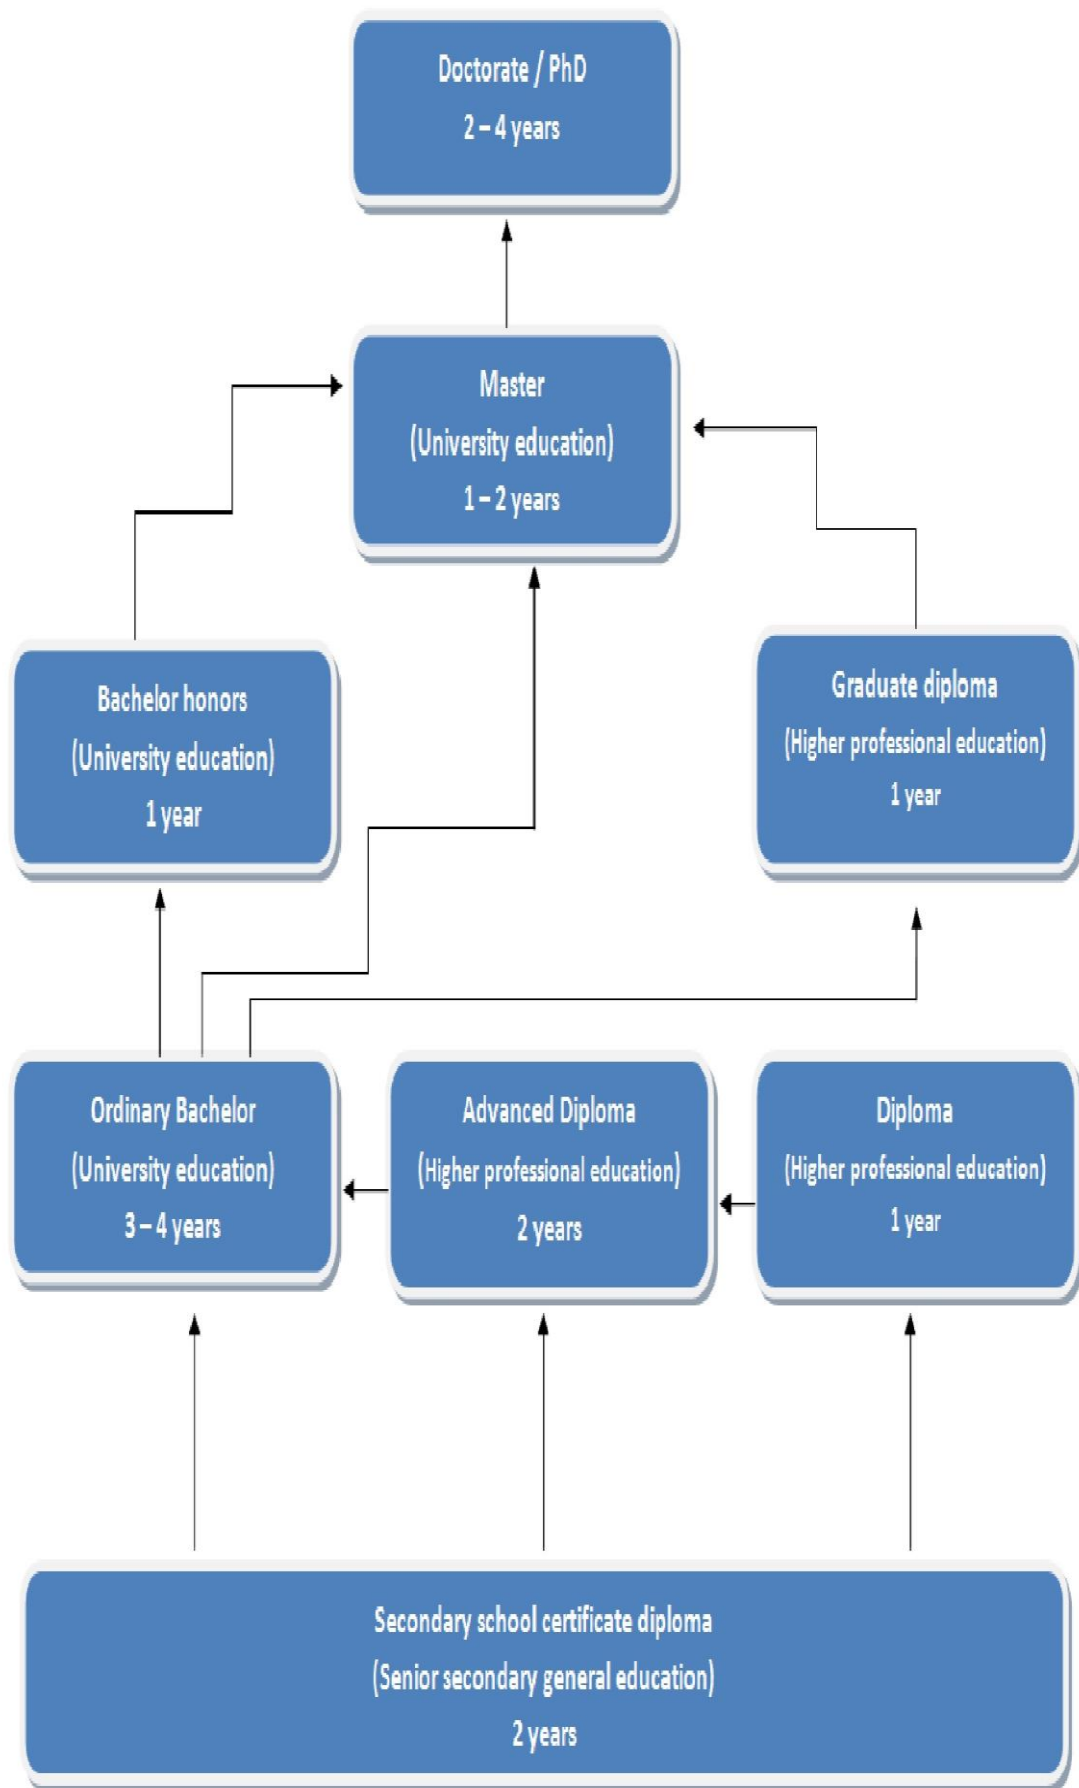 Doctorate / PhD
2 – 4 years
Master
(University education)
1 – 2 years
Bachelor honors
(University education)
1 year
Graduate diploma
(Higher professional education)
1 year
Ordinary Bachelor
(University education)
3 – 4 years
Advanced Diploma
(Higher professional education)
2 years
Diploma
(Higher professional education)
1 year
Secondary school certificate diploma
(Senior secondary general education)
2 years